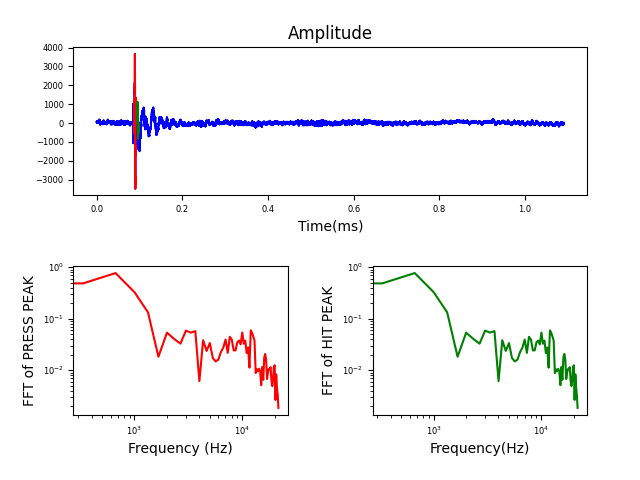 Amplitude
4000
3000
2000
1000
0
−1000
−2000
−3000
0.0 0.2 0.4 0.6 0.8 1.0
Time(ms)
FFT of PRESS PEAK
10⁰
10⁻¹
10⁻²
10³ 10⁴
Frequency (Hz)
FFT of HIT PEAK
10⁰
10⁻¹
10⁻²
10³ 10⁴
Frequency(Hz)